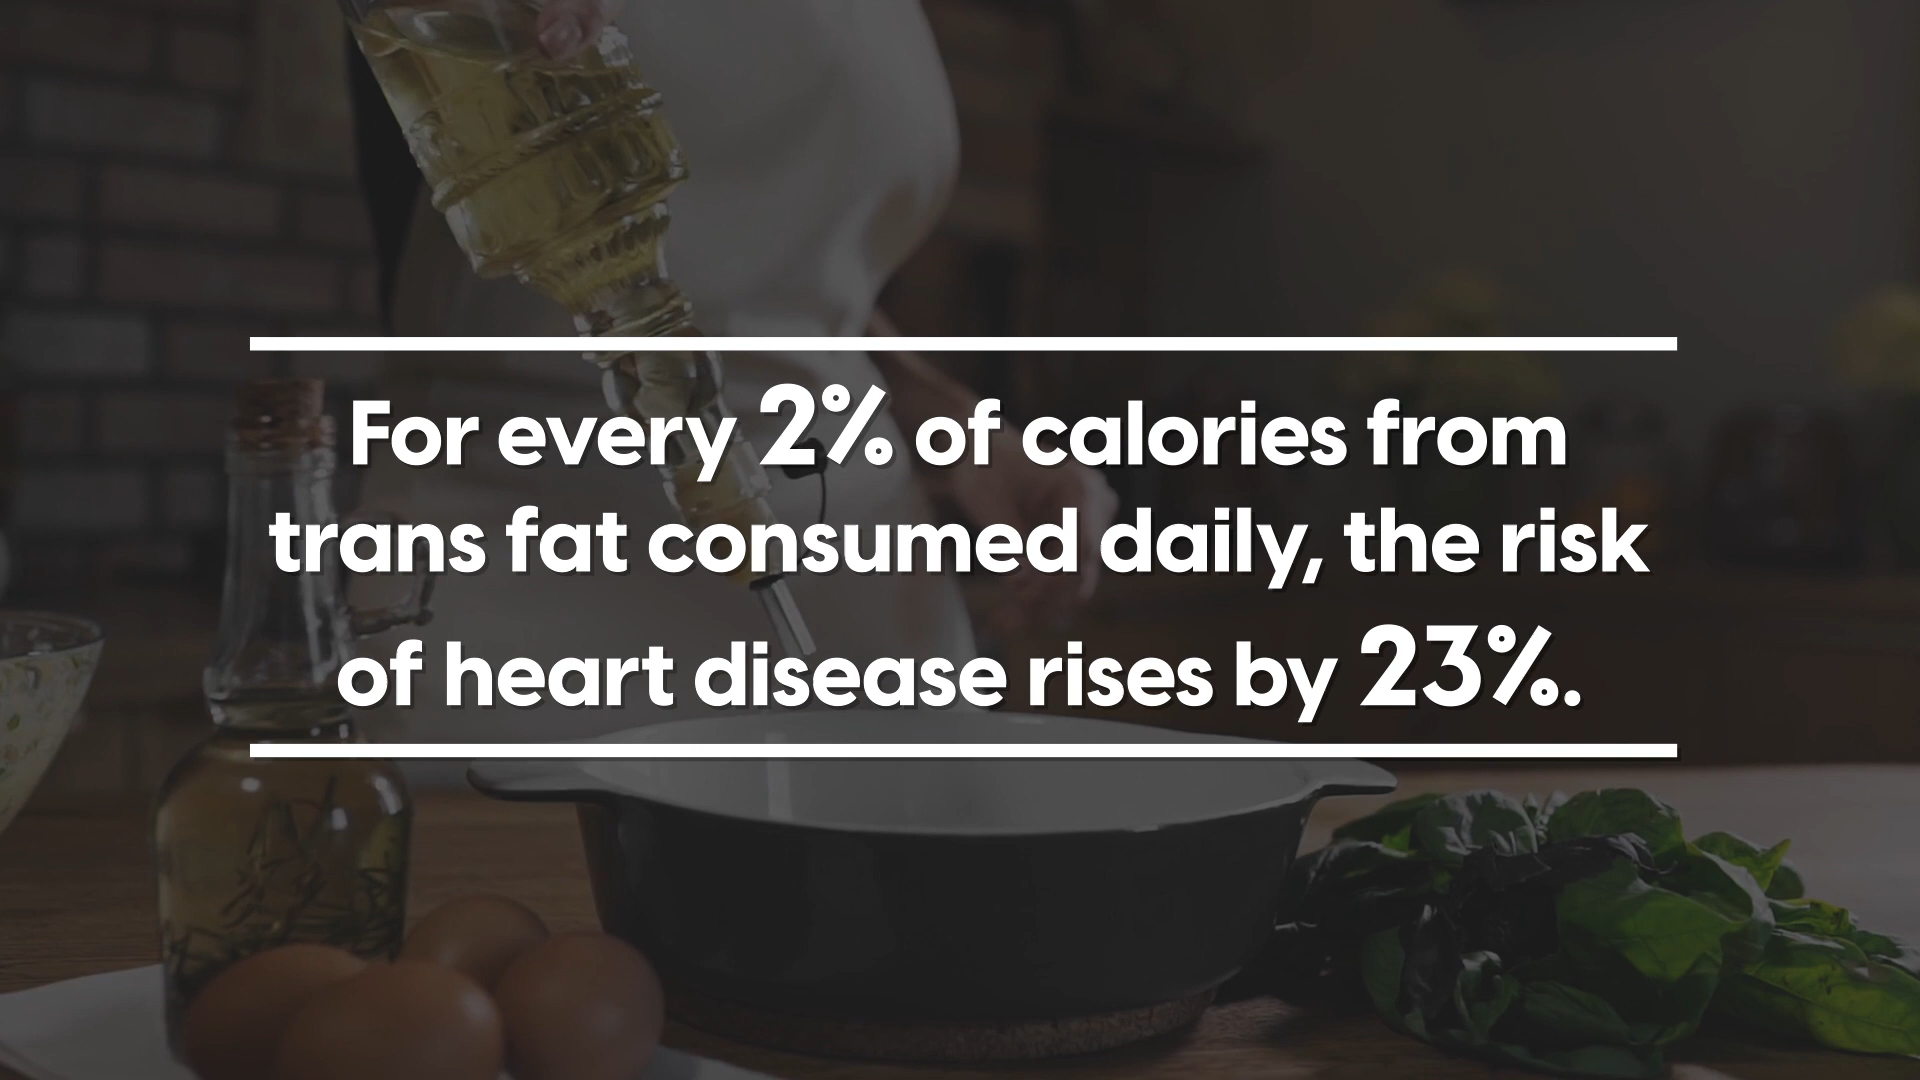 For every 2% of calories from
trans fat consumed daily, the risk
of heart disease rises by 23%.